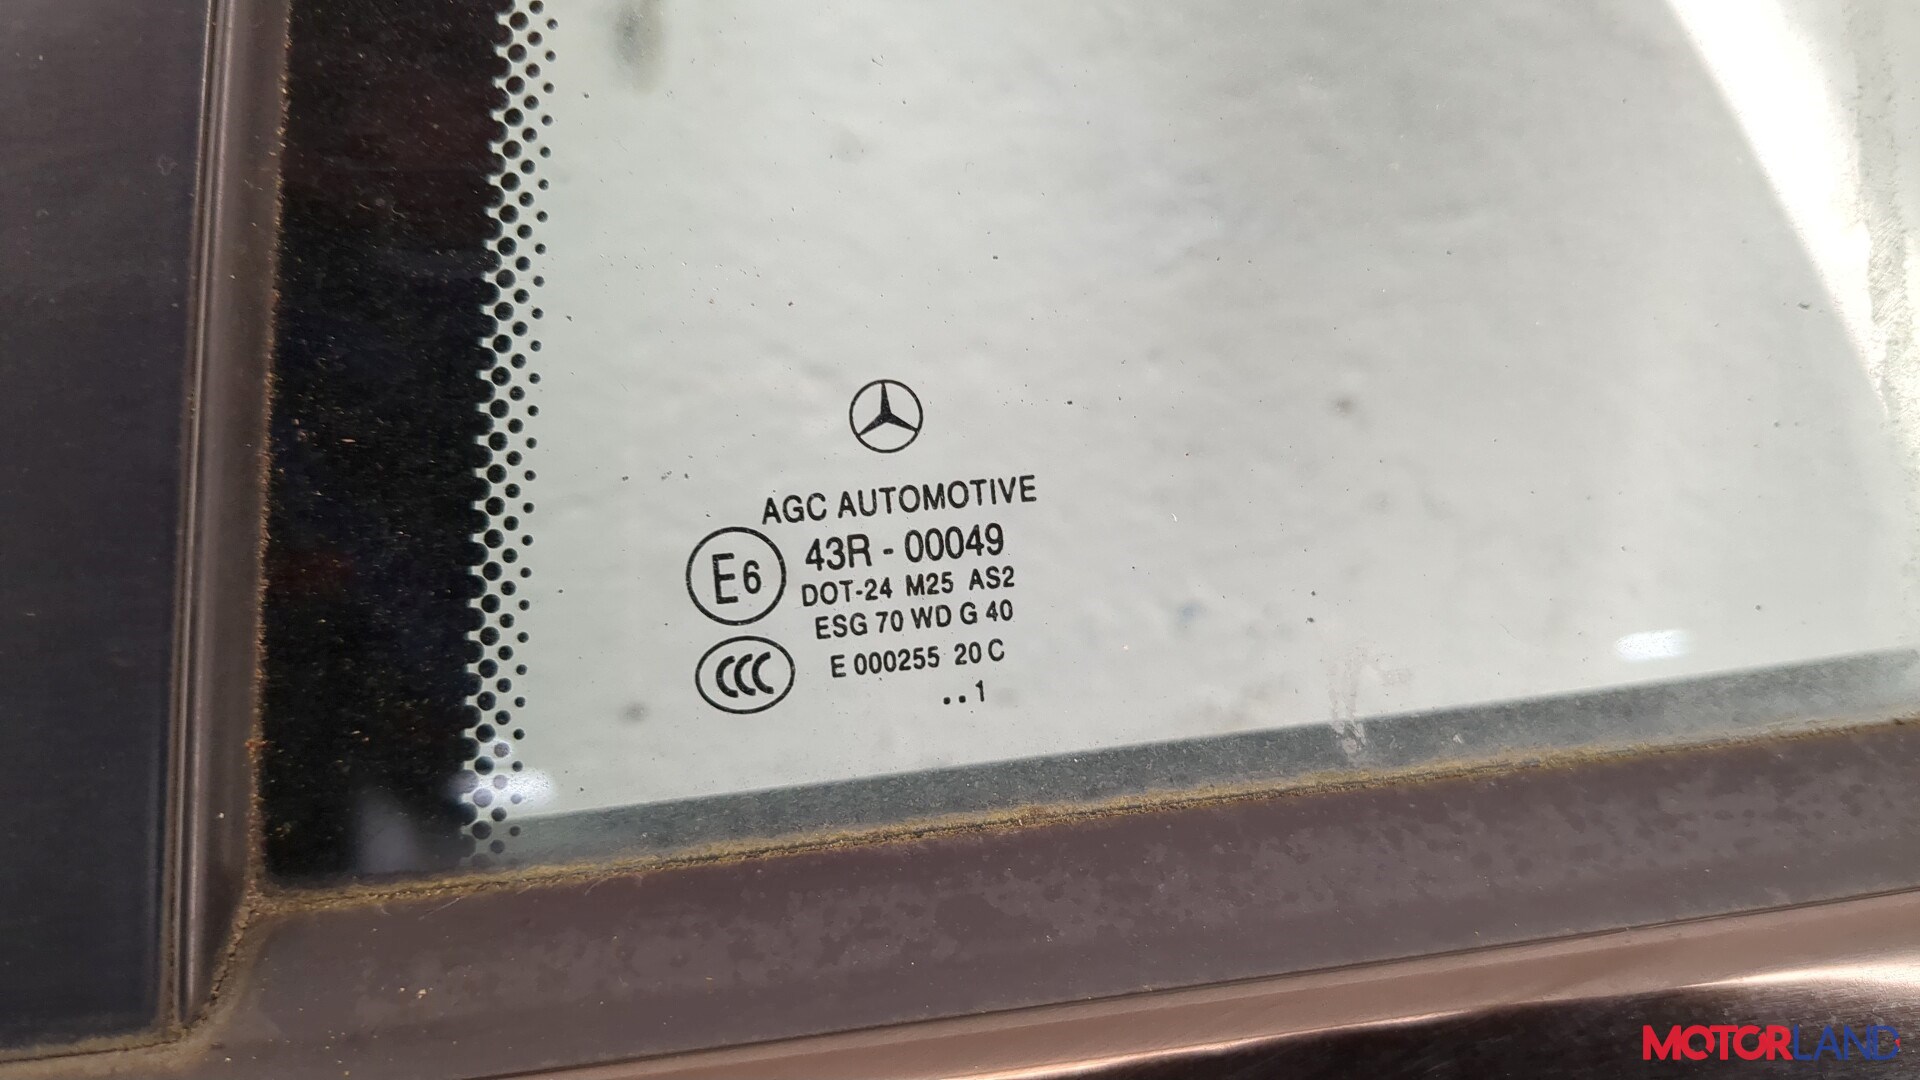 AGC AUTOMOTIVE
E6 43R - 00049
DOT-24 M25 AS2
ESG 70 WD G 40
CCC E 000255 20 C
..1
MOTORLAND